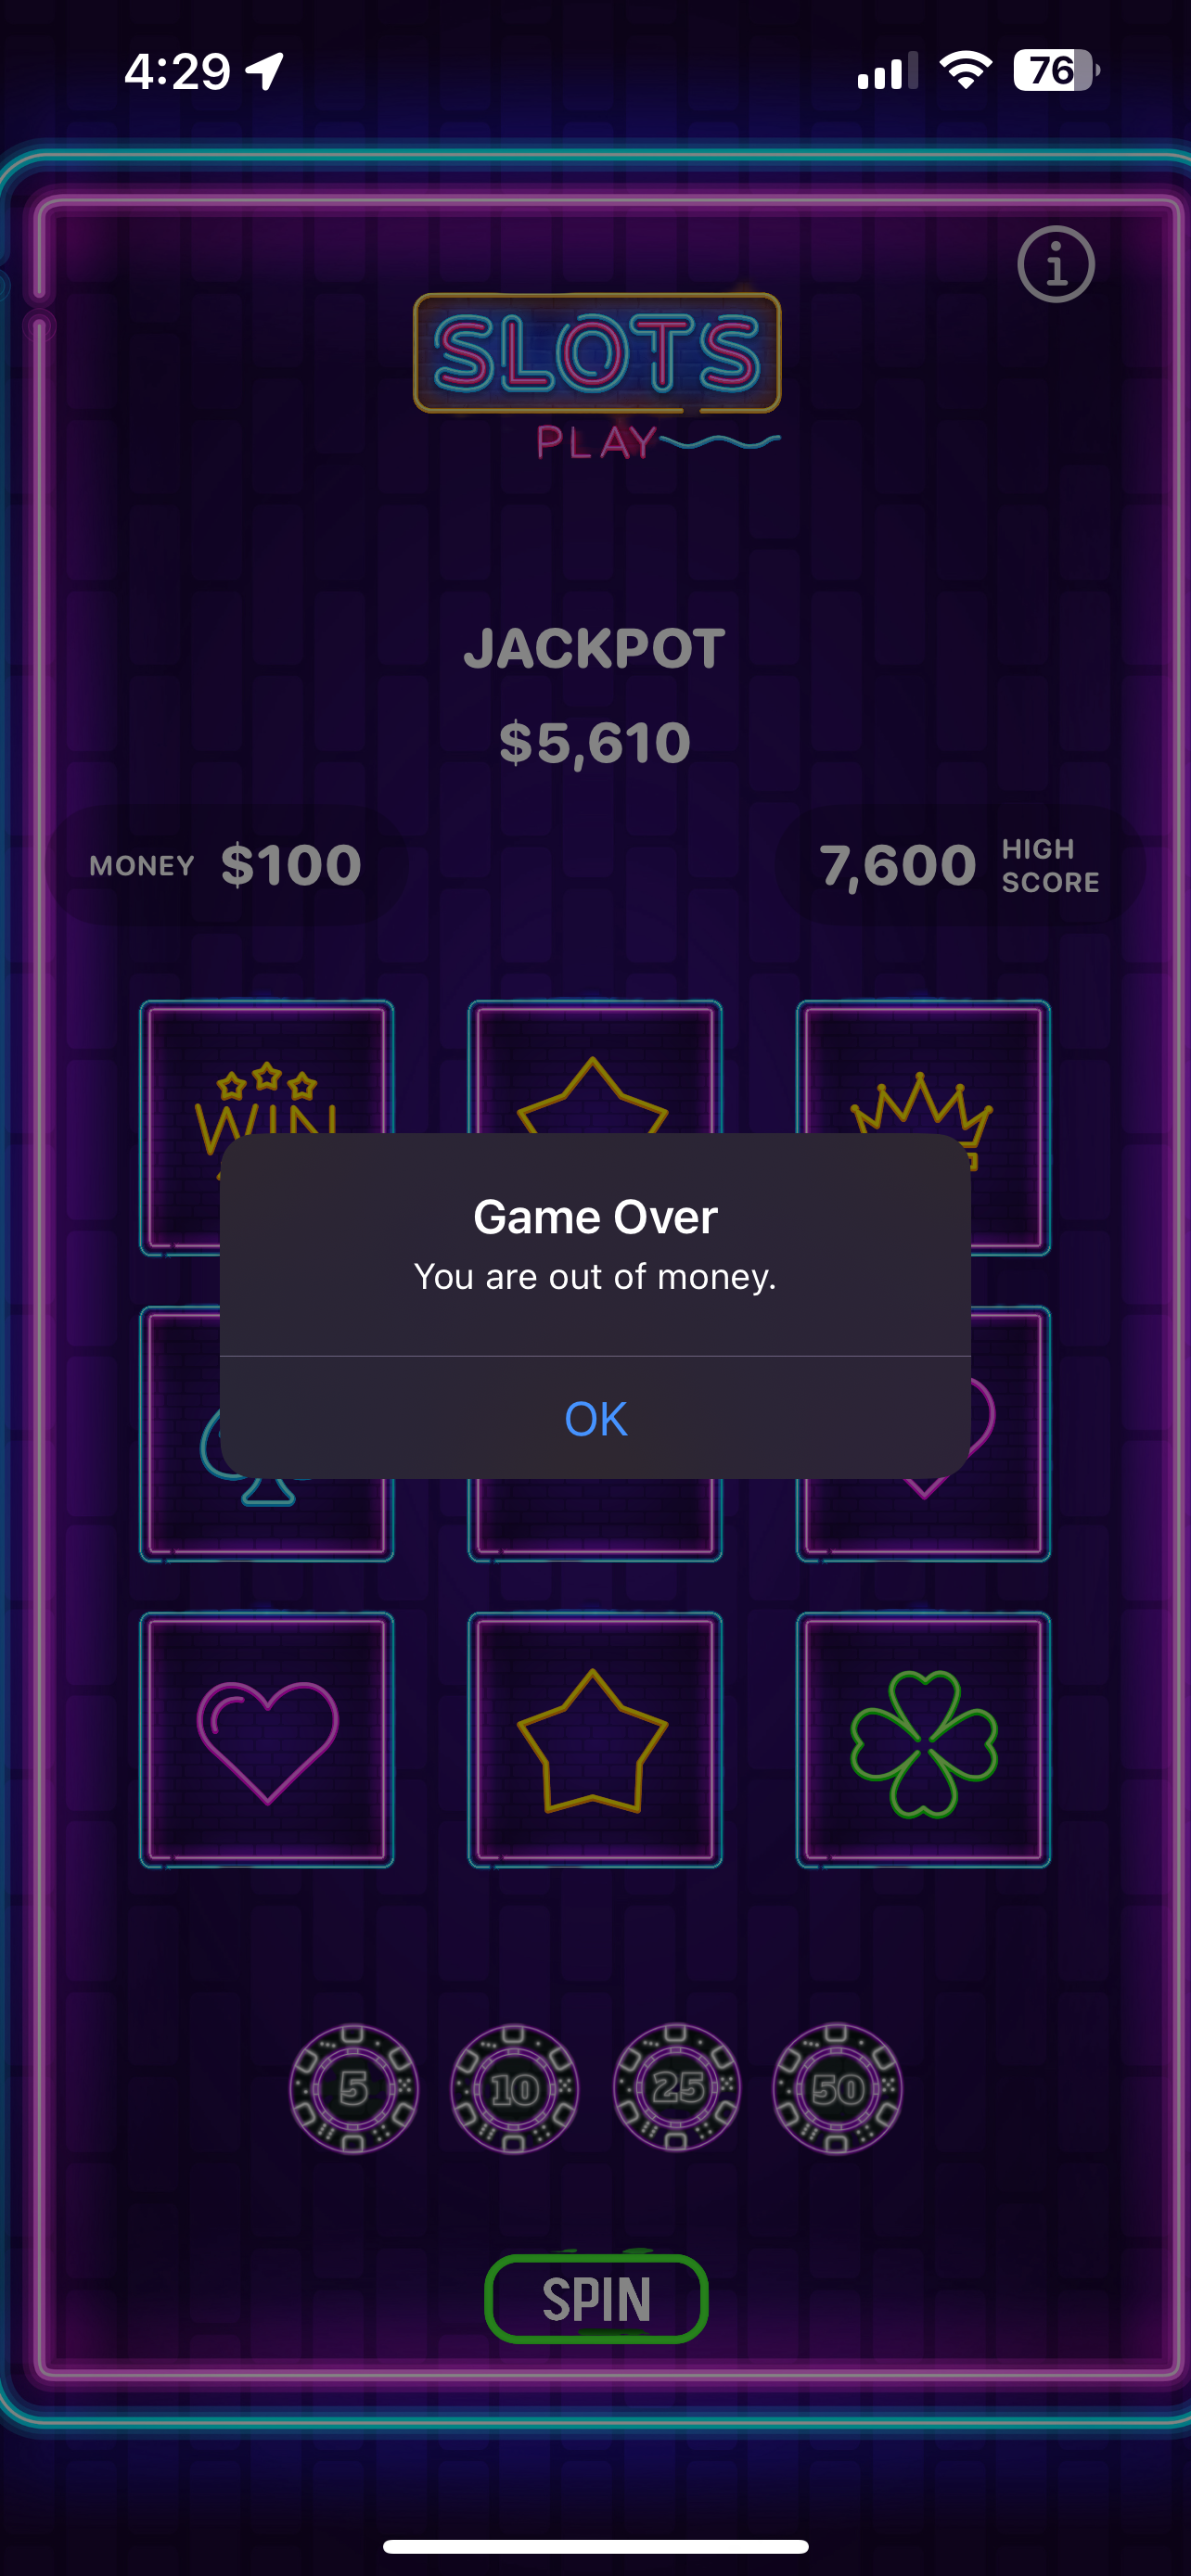 4:29
76
SLOTS
PLAY
JACKPOT
$5,610
MONEY $100
7,600 HIGH SCORE
WIN
Game Over
You are out of money.
OK
5 10 25 50
SPIN